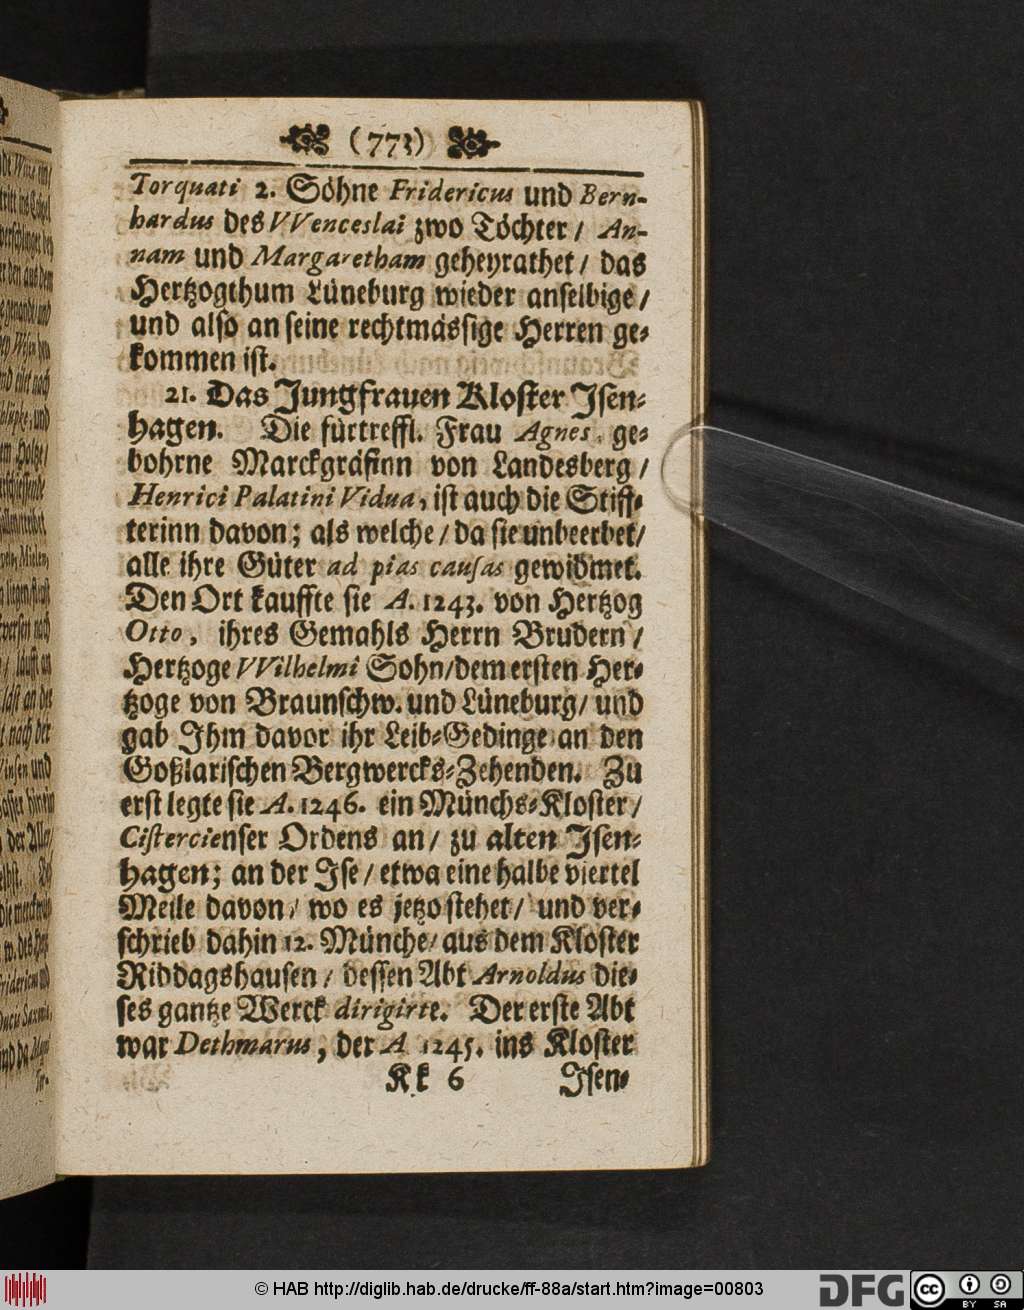 (773)
Torquati 2. Söhne Fridericus und Bern-
hardus des VVenceslai zwo Töchter / An-
nam und Margaretham geheyrathet / das
Hertzogthum Lüneburg wieder anselbige /
und also an seine rechtmässige Herren ge-
kommen ist.
21. Das Jungfrauen Kloster Isen-
hagen. Die fürtreffl. Frau Agnes, ge-
bohrne Marckgräfinn von Landesberg /
Henrici Palatini Vidua, ist auch die Stiff-
terinn davon; als welche / da sie unbeerbet /
alle ihre Güter ad pias causas gewidmet.
Den Ort kauffte sie A. 1243. von Hertzog
Otto, ihres Gemahls Herrn Brudern /
Hertzoge VVilhelmi Sohn / dem ersten Her-
tzoge von Braunschw. und Lüneburg / und
gab Ihm davor ihr Leib-Gedinge an den
Goßlarischen Bergwercks-Zehenden. Zu
erst legte sie A. 1246. ein Münchs-Kloster /
Cistercienser Ordens an / zu alten Isen-
hagen; an der Ise / etwa eine halbe viertel
Meile davon / wo es jetzo stehet / und ver-
schrieb dahin 12. Münche / aus dem Kloster
Riddagshausen / dessen Abt Arnoldus die-
ses gantze Werck dirigirte. Der erste Abt
war Dethmarus, der A 1245. ins Kloster
Kk 6 Isen-
© HAB http://diglib.hab.de/drucke/ff-88a/start.htm?image=00803
DFG
cc BY SA